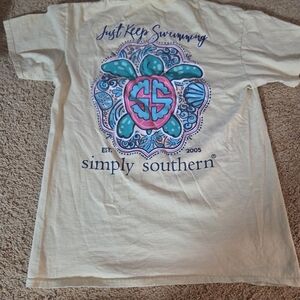 Just Keep Swimming
SS
EST. 2005
simply southern®